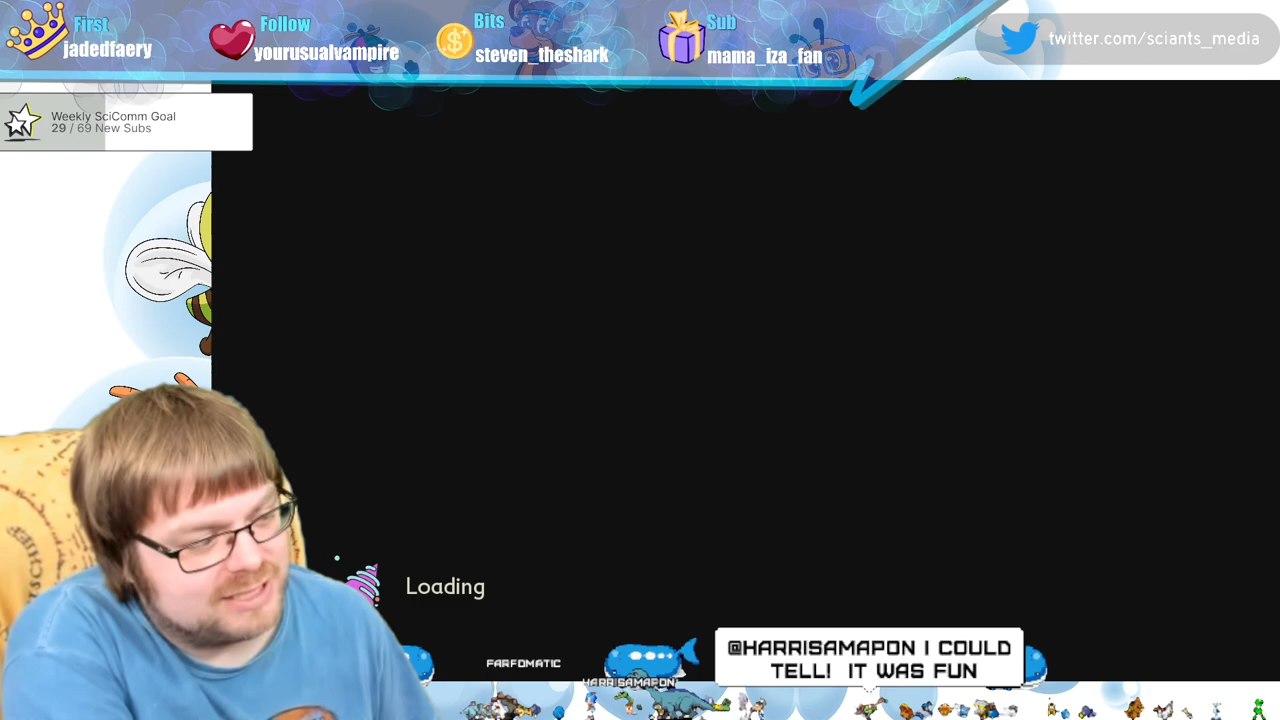 First
jadedfaery
Follow
yourusualvampire
Bits
steven_theshark
Sub
mama_iza_fan
twitter.com/sciants_media
Weekly SciComm Goal
29 / 69 New Subs
Loading
FARFOMATIC
HARRISAMAPON
@HARRISAMAPON I COULD
TELL! IT WAS FUN